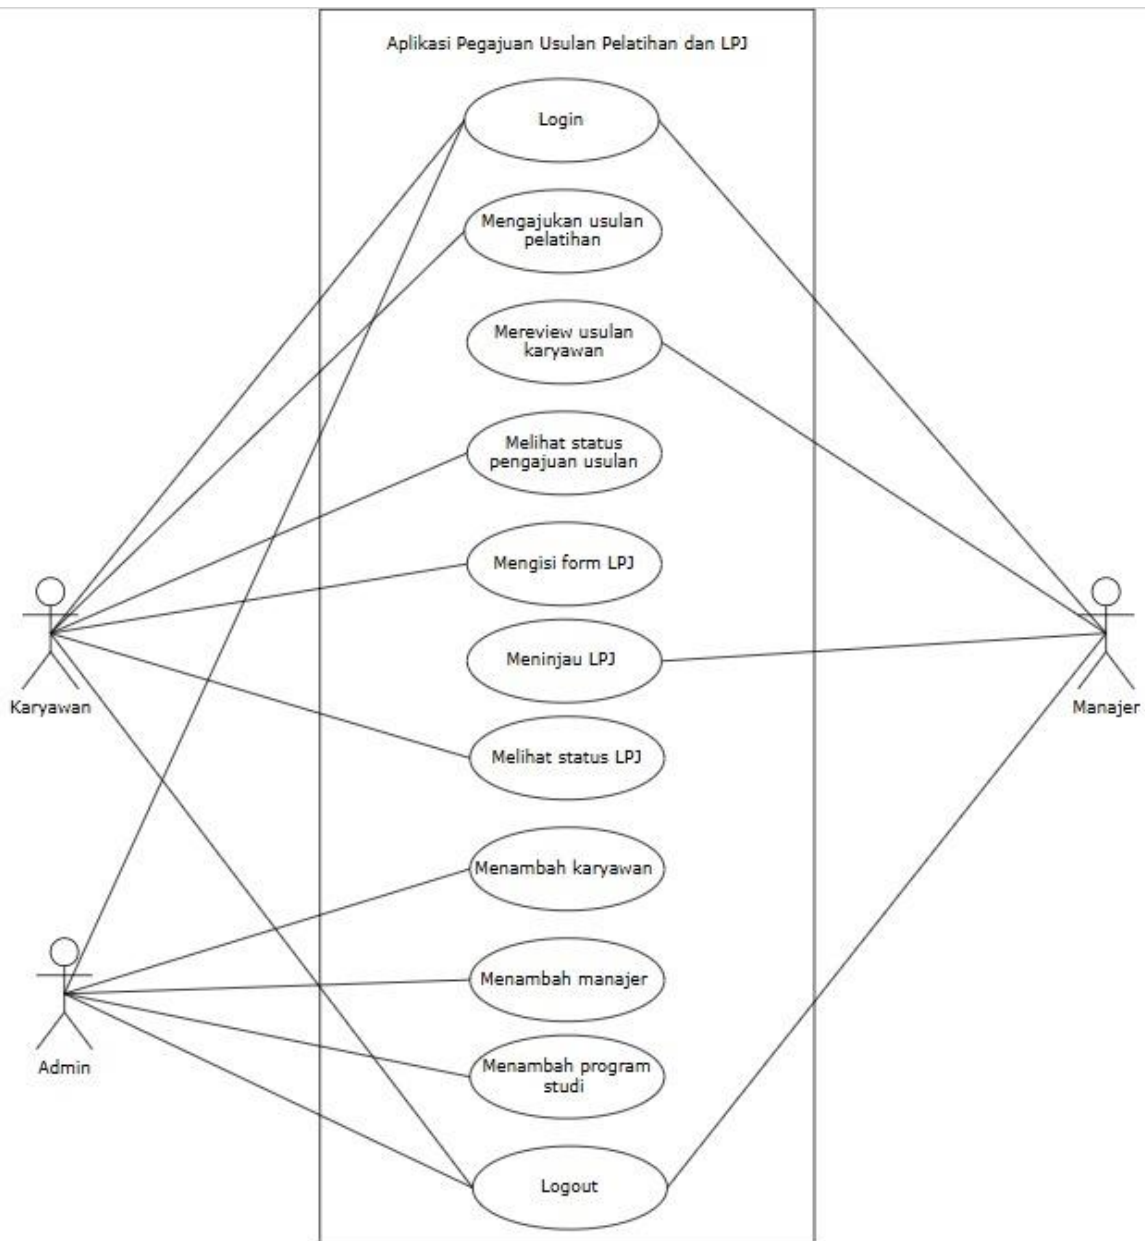 Aplikasi Pegajuan Usulan Pelatihan dan LPJ
Login
Mengajukan usulan
pelatihan
Mereview usulan
karyawan
Melihat status
pengajuan usulan
Mengisi form LPJ
Meninjau LPJ
Karyawan
Manajer
Melihat status LPJ
Menambah karyawan
Menambah manajer
Admin
Menambah program
studi
Logout